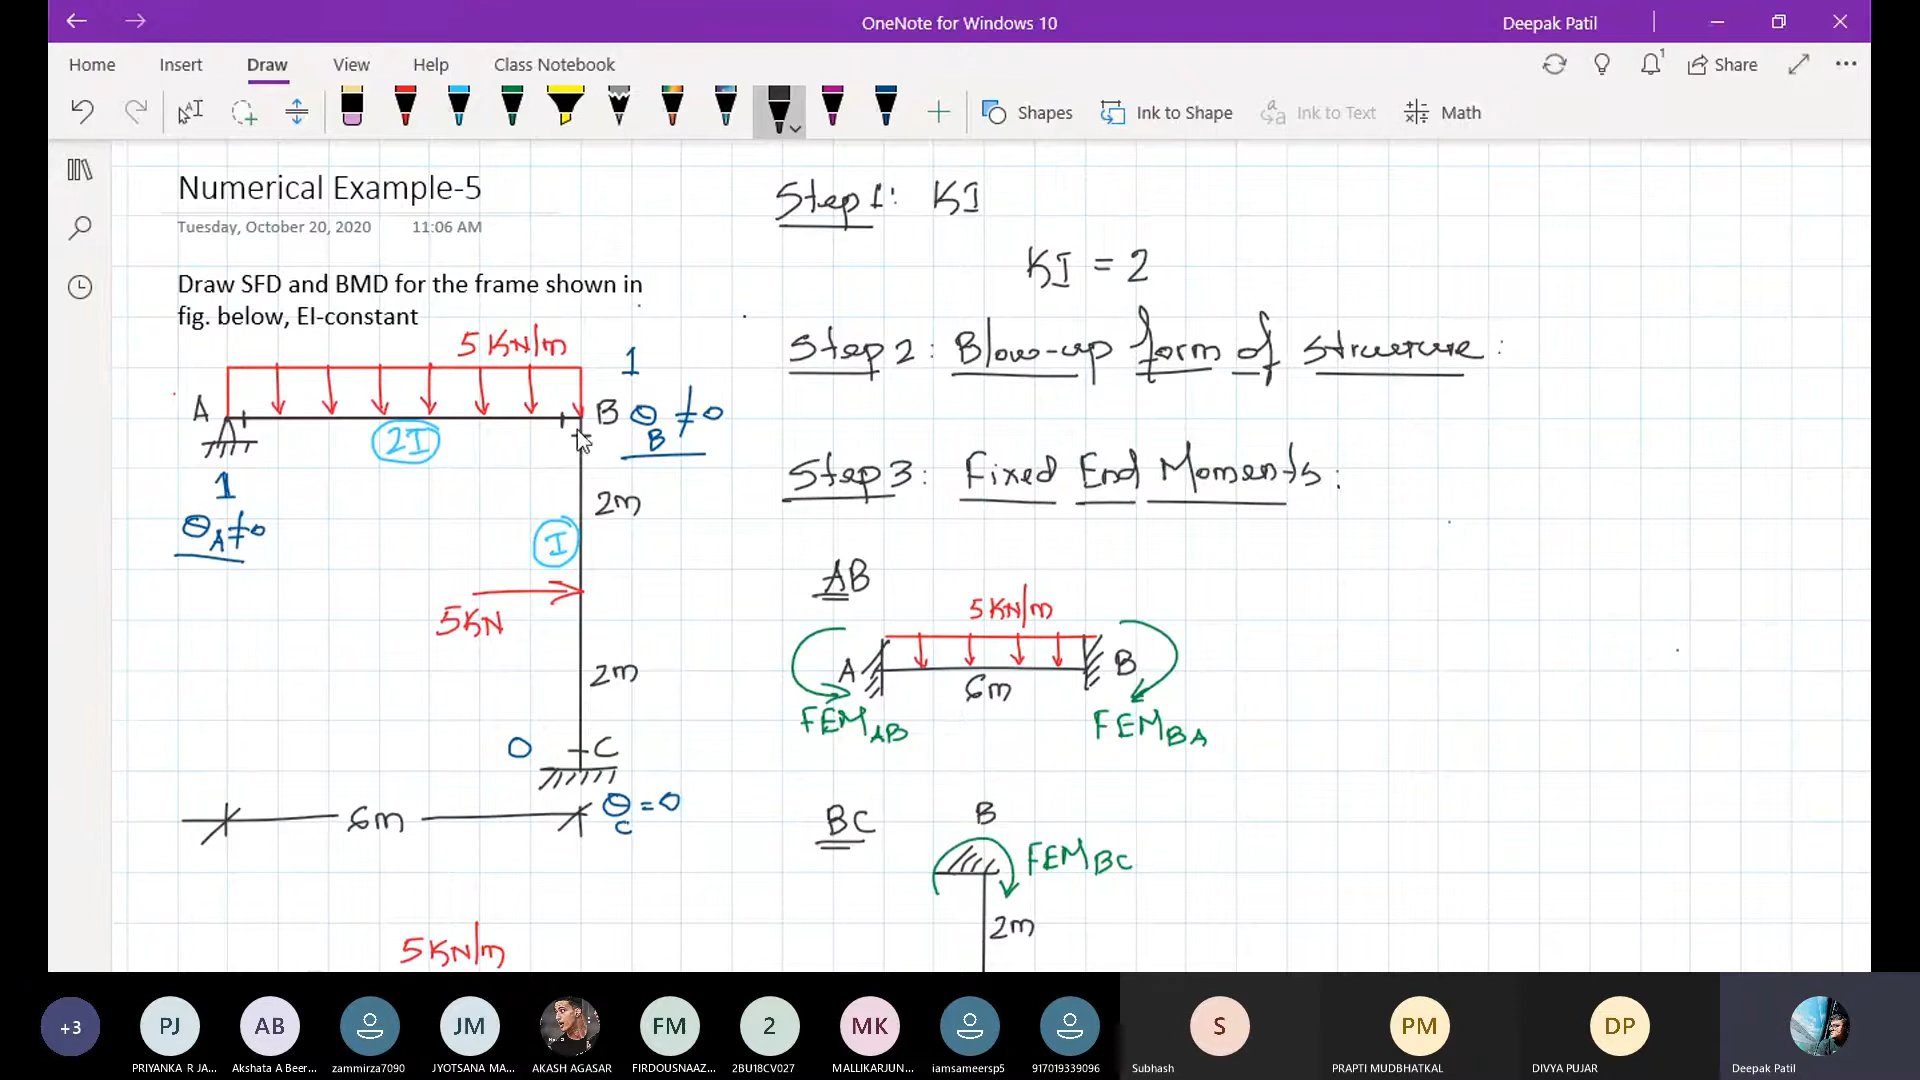 OneNote for Windows 10
Deepak Patil
Home Insert Draw View Help Class Notebook
1
Share
Shapes Ink to Shape Ink to Text Math
Numerical Example-5
Tuesday, October 20, 2020 11:06 AM
Draw SFD and BMD for the frame shown in
fig. below, EI-constant
5 KN/m
1
A
B
θB ≠ 0
2I
1
θA ≠ 0
2m
I
5KN
2m
0
C
6m
θC = 0
5KN/m
Step 1: KI
KI = 2
Step 2: Blow-up form of Structure:
Step 3: Fixed End Moments:
AB
5KN/m
A
B
6m
FEMAB
FEMBA
BC
B
FEMBC
2m
+3
PJ
AB
JM
FM
2
MK
S
PM
DP
PRIYANKA R JA...
Akshata A Beer...
zammirza7090
JYOTSANA MA...
AKASH AGASAR
FIRDOUSNAAZ...
2BU18CV027
MALLIKARJUN...
iamsameersp5
917019339096
Subhash
PRAPTI MUDBHATKAL
DIVYA PUJAR
Deepak Patil